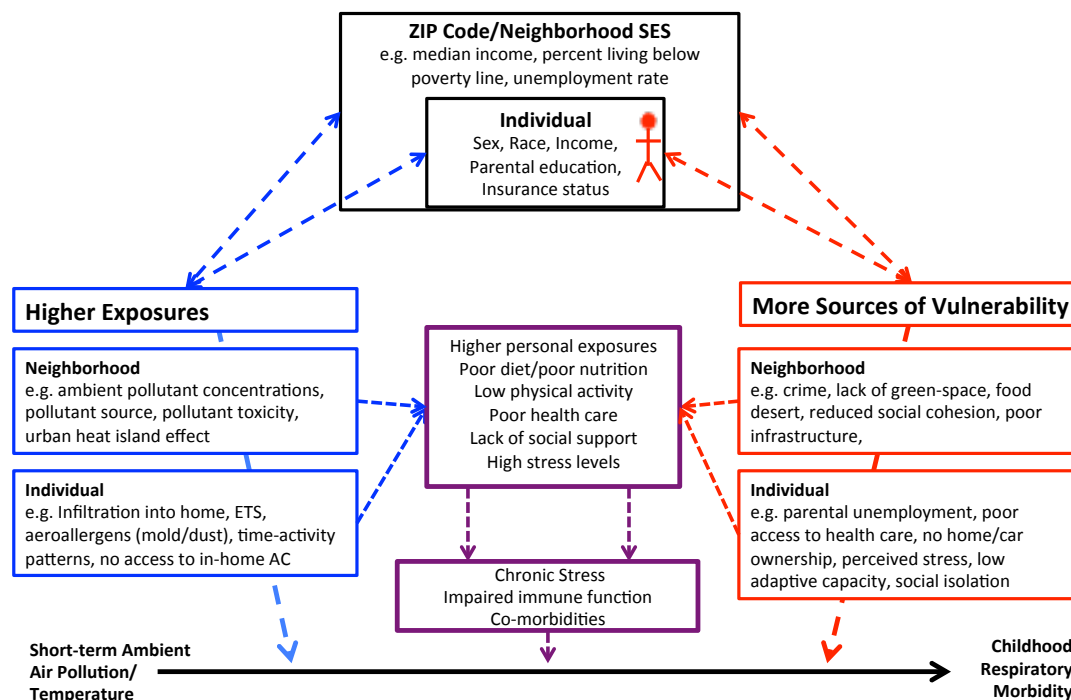 ZIP Code/Neighborhood SES
e.g. median income, percent living below
poverty line, unemployment rate
Individual
Sex, Race, Income,
Parental education,
Insurance status
Higher Exposures
Neighborhood
e.g. ambient pollutant concentrations,
pollutant source, pollutant toxicity,
urban heat island effect
Individual
e.g. Infiltration into home, ETS,
aeroallergens (mold/dust), time-activity
patterns, no access to in-home AC
Higher personal exposures
Poor diet/poor nutrition
Low physical activity
Poor health care
Lack of social support
High stress levels
Chronic Stress
Impaired immune function
Co-morbidities
More Sources of Vulnerability
Neighborhood
e.g. crime, lack of green-space, food
desert, reduced social cohesion, poor
infrastructure,
Individual
e.g. parental unemployment, poor
access to health care, no home/car
ownership, perceived stress, low
adaptive capacity, social isolation
Short-term Ambient
Air Pollution/
Temperature
Childhood
Respiratory
Morbidity